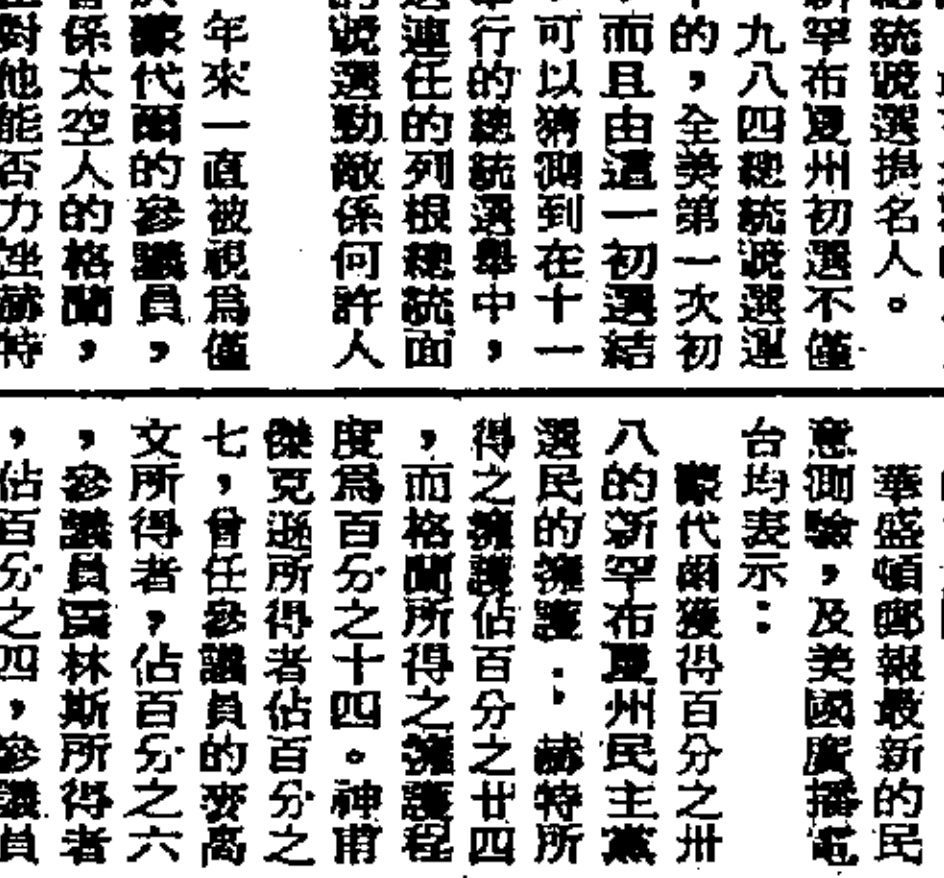 總統競選提名人。
新罕布夏州初選不僅
九八四總統競選運
的，全美第一次初
而且由這一初選結
，可以猜測到在十一
舉行的總統選舉中，
選連任的列根總統面
的競選勁敵係何許人
年來一直被視爲僅
於蒙代爾的參議員，
曾係太空人的格蘭，
對他能否力挫赫特
華盛頓郵報最新的民
意測驗，及美國廣播電
台均表示：
蒙代爾獲得百分之卅
八的新罕布夏州民主黨
選民的擁護，赫特所
得之擁護佔百分之廿四
，而格蘭所得之擁護程
度爲百分之十四。神甫
傑克遜所得者佔百分之
七，曾任參議員的麥高
文所得者，佔百分之六
，參議員賀林斯所得者
，佔百分之四，參議員